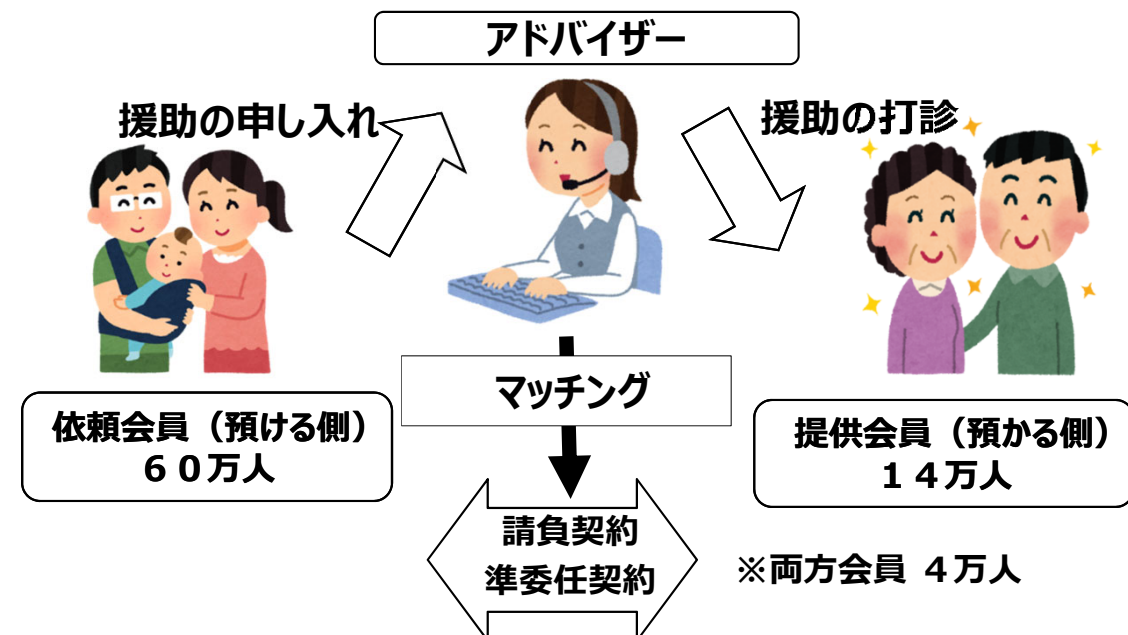 アドバイザー
援助の申し入れ
援助の打診
マッチング
依頼会員（預ける側）
６０万人
提供会員（預かる側）
１４万人
請負契約
準委任契約
※両方会員 ４万人